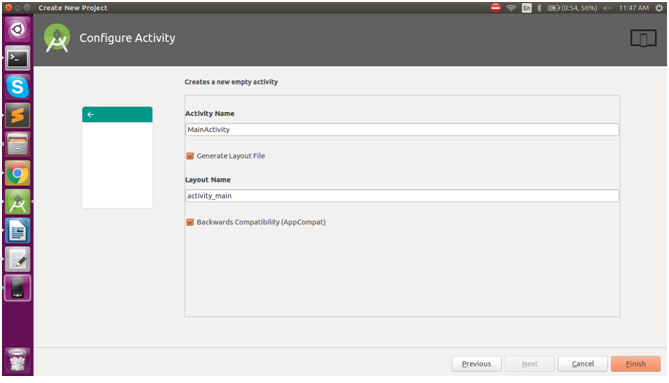 Create New Project
En
(0:54, 56%)
11:47 AM
Configure Activity
Creates a new empty activity
Activity Name
MainActivity
Generate Layout File
Layout Name
activity_main
Backwards Compatibility (AppCompat)
Previous
Next
Cancel
Finish